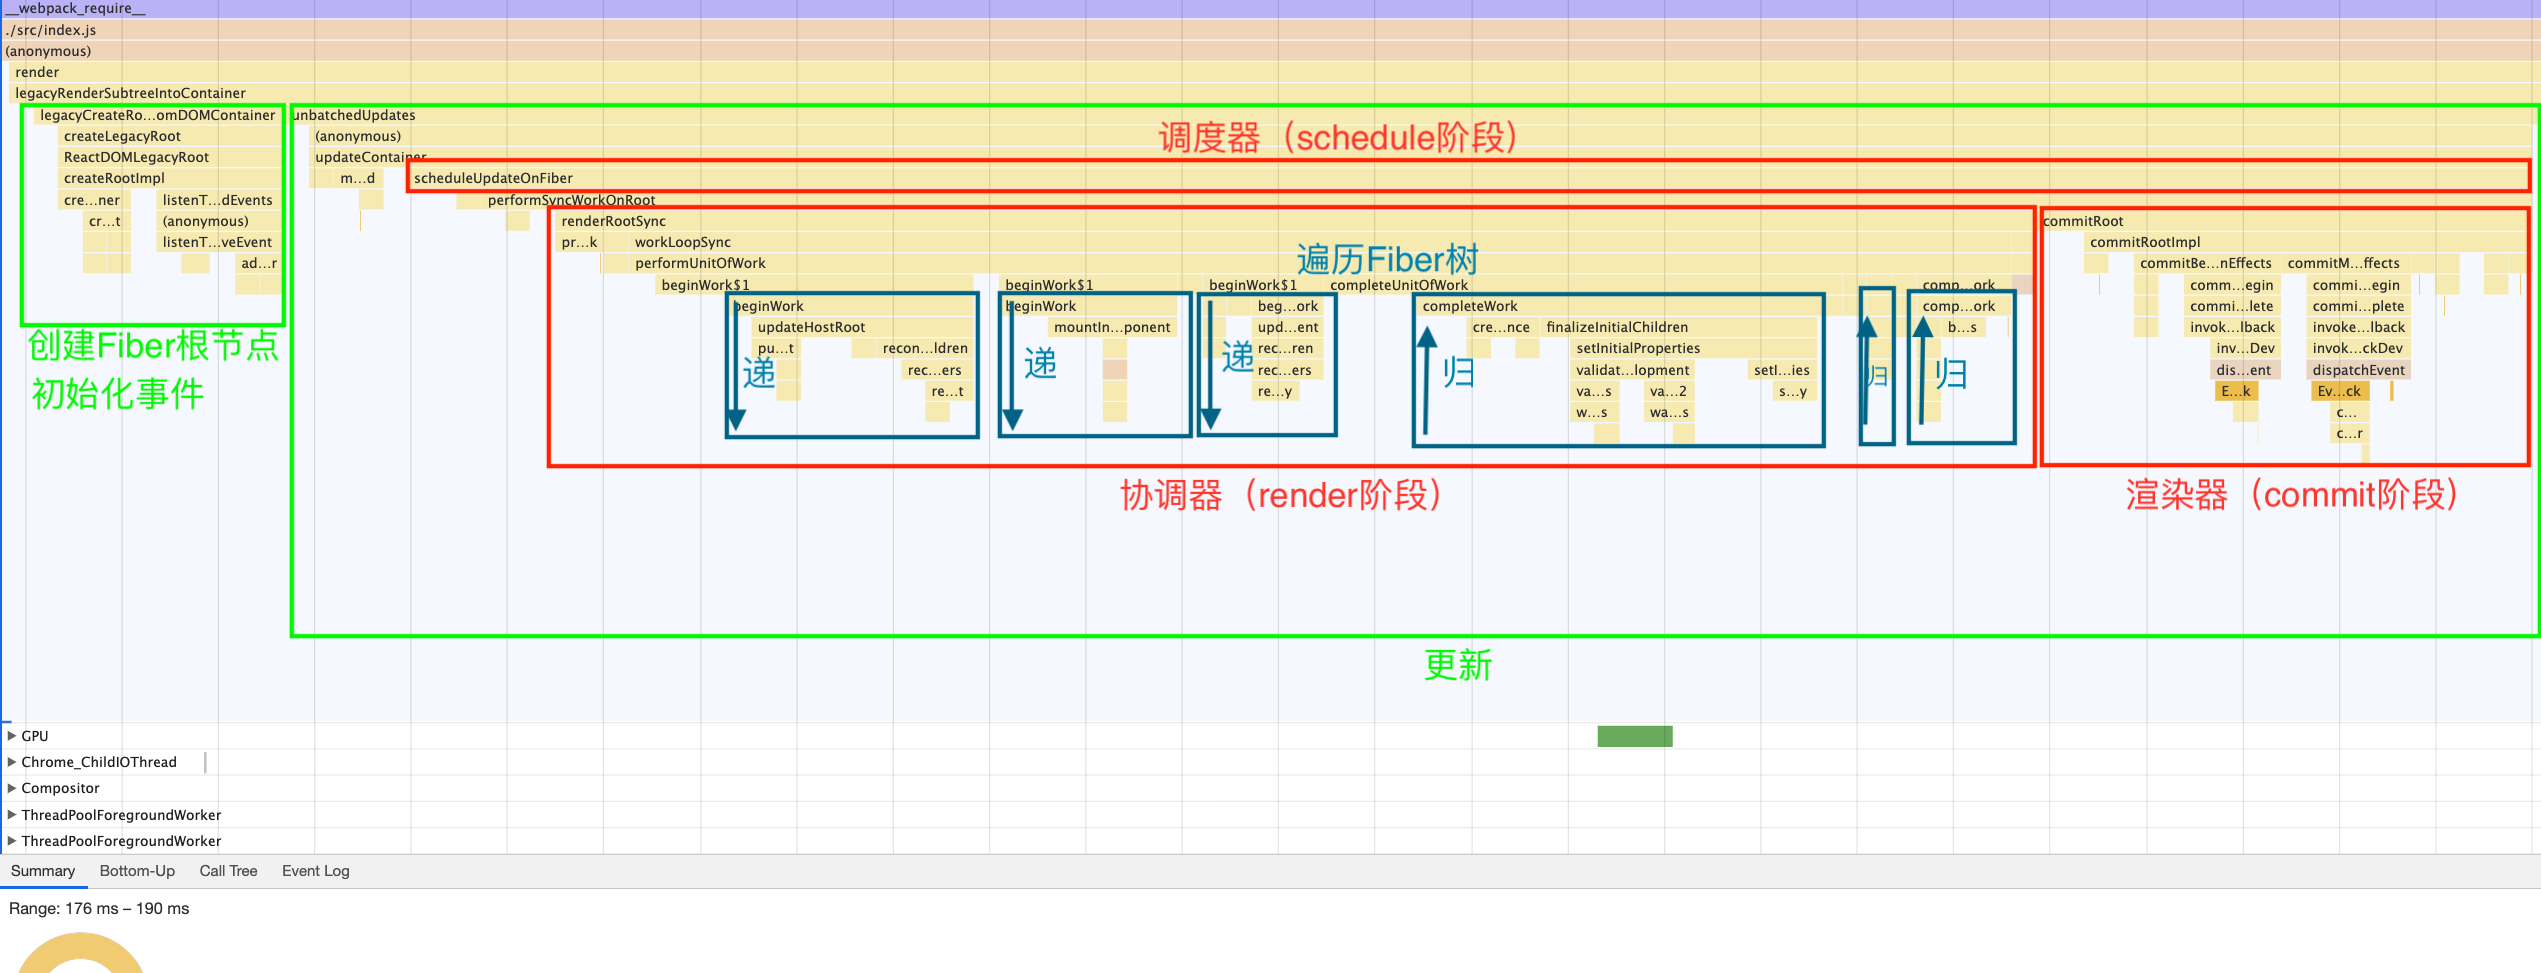 __webpack_require__
./src/index.js
(anonymous)
render
legacyRenderSubtreeIntoContainer
legacyCreateRo...omDOMContainer unbatchedUpdates
createLegacyRoot (anonymous)
调度器（schedule阶段）
ReactDOMLegacyRoot updateContainer
createRootImpl m...d scheduleUpdateOnFiber
cre...ner listenT...dEvents performSyncWorkOnRoot
cr...t (anonymous) renderRootSync commitRoot
listenT...veEvent pr...k workLoopSync commitRootImpl
遍历Fiber树
ad...r performUnitOfWork commitBe...nEffects commitM...ffects
beginWork$1 beginWork$1 beginWork$1 completeUnitOfWork comp...ork comm...egin commi...egin
beginWork beginWork beg...ork completeWork comp...ork commi...lete commi...plete
updateHostRoot mountIn...ponent upd...ent cre...nce finalizeInitialChildren b...s invok...lback invoke...lback
pu...t recon...ldren rec...ren setInitialProperties inv...Dev invok...ckDev
创建Fiber根节点
递 递 递 归 归 归
rec...ers rec...ers validat...lopment setI...ies dis...ent dispatchEvent
初始化事件
re...t re...y va...s va...2 s...y E...k Ev...ck
w...s wa...s c...
c...r
协调器（render阶段） 渲染器（commit阶段）
更新
GPU
Chrome_ChildIOThread
Compositor
ThreadPoolForegroundWorker
ThreadPoolForegroundWorker
Summary Bottom-Up Call Tree Event Log
Range: 176 ms – 190 ms